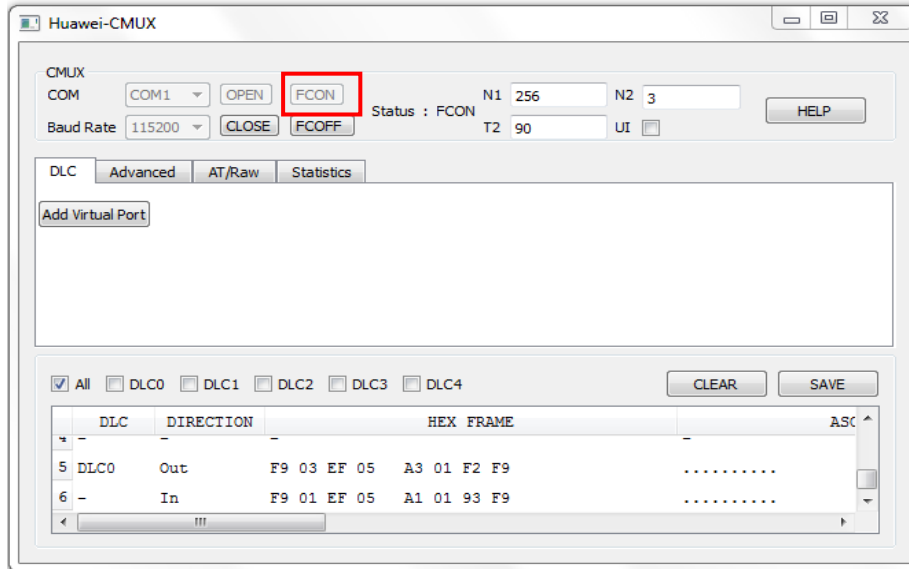 Huawei-CMUX
CMUX
COM COM1 OPEN FCON Status : FCON N1 256 N2 3 HELP
Baud Rate 115200 CLOSE FCOFF T2 90 UI
DLC Advanced AT/Raw Statistics
Add Virtual Port
All DLC0 DLC1 DLC2 DLC3 DLC4 CLEAR SAVE
DLC DIRECTION HEX FRAME ASC
4 - - - -
5 DLC0 Out F9 03 EF 05 A3 01 F2 F9 ..........
6 - In F9 01 EF 05 A1 01 93 F9 ..........